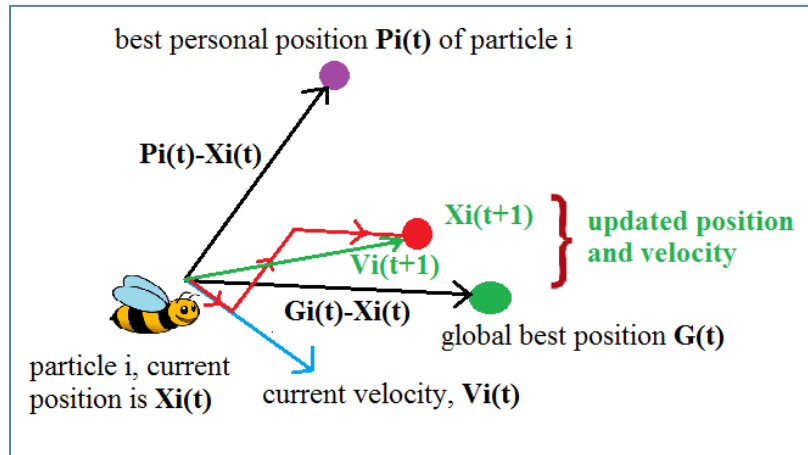 best personal position Pi(t) of particle i
Pi(t)-Xi(t)
Xi(t+1)
updated position
and velocity
Vi(t+1)
Gi(t)-Xi(t)
global best position G(t)
particle i, current
position is Xi(t)
current velocity, Vi(t)